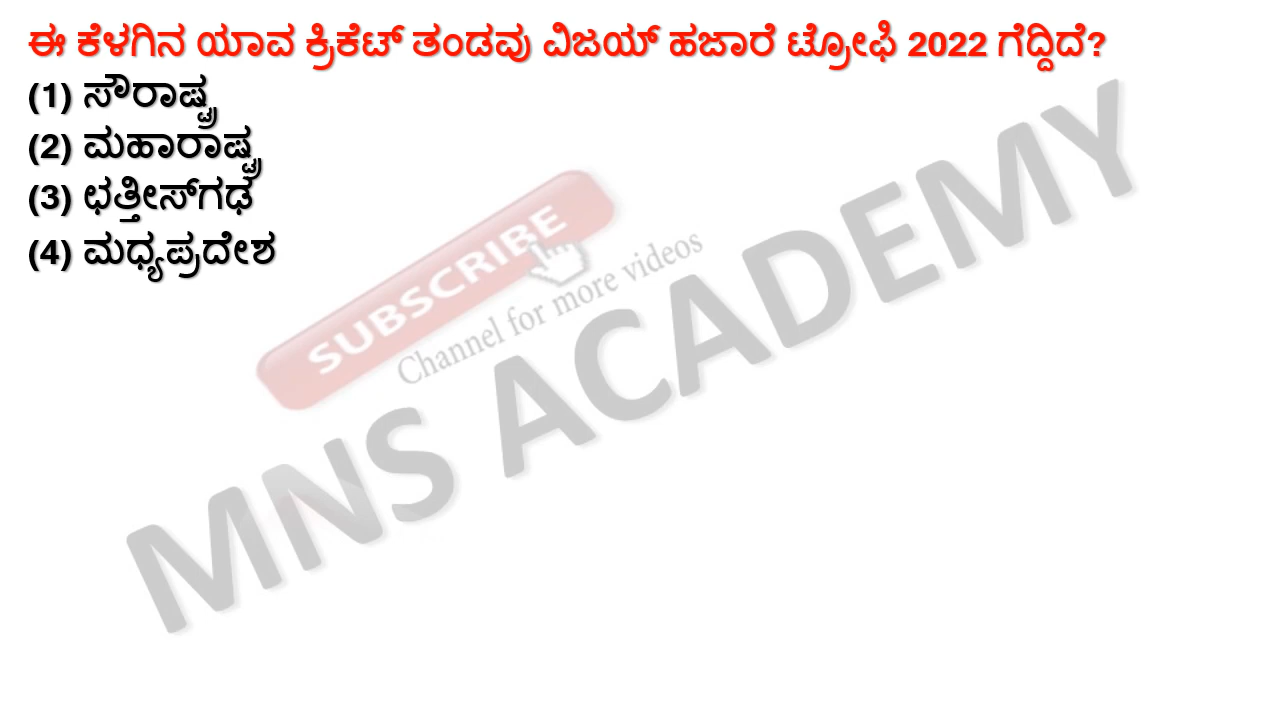 ಈ ಕೆಳಗಿನ ಯಾವ ಕ್ರಿಕೆಟ್ ತಂಡವು ವಿಜಯ್ ಹಜಾರೆ ಟ್ರೋಫಿ 2022 ಗೆದ್ದಿದೆ?
(1) ಸೌರಾಷ್ಟ್ರ
(2) ಮಹಾರಾಷ್ಟ್ರ
(3) ಛತ್ತೀಸ್‌ಗಢ
(4) ಮಧ್ಯಪ್ರದೇಶ
SUBSCRIBE
Channel for more videos
MNS ACADEMY